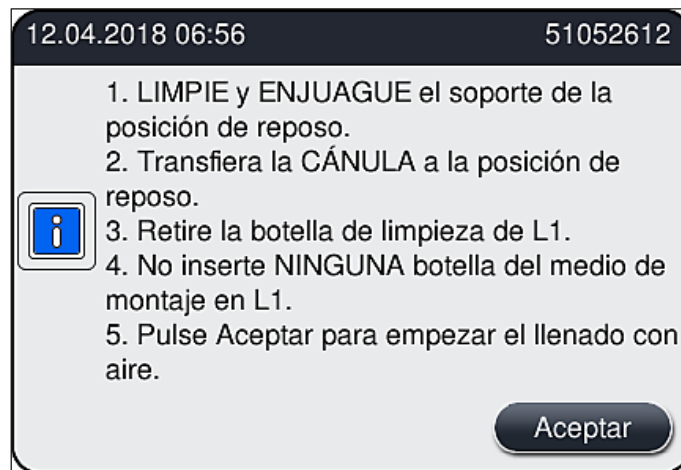 12.04.2018 06:56 51052612
1. LIMPIE y ENJUAGUE el soporte de la
posición de reposo.
2. Transfiera la CÁNULA a la posición de
reposo.
3. Retire la botella de limpieza de L1.
4. No inserte NINGUNA botella del medio de
montaje en L1.
5. Pulse Aceptar para empezar el llenado con
aire.
Aceptar